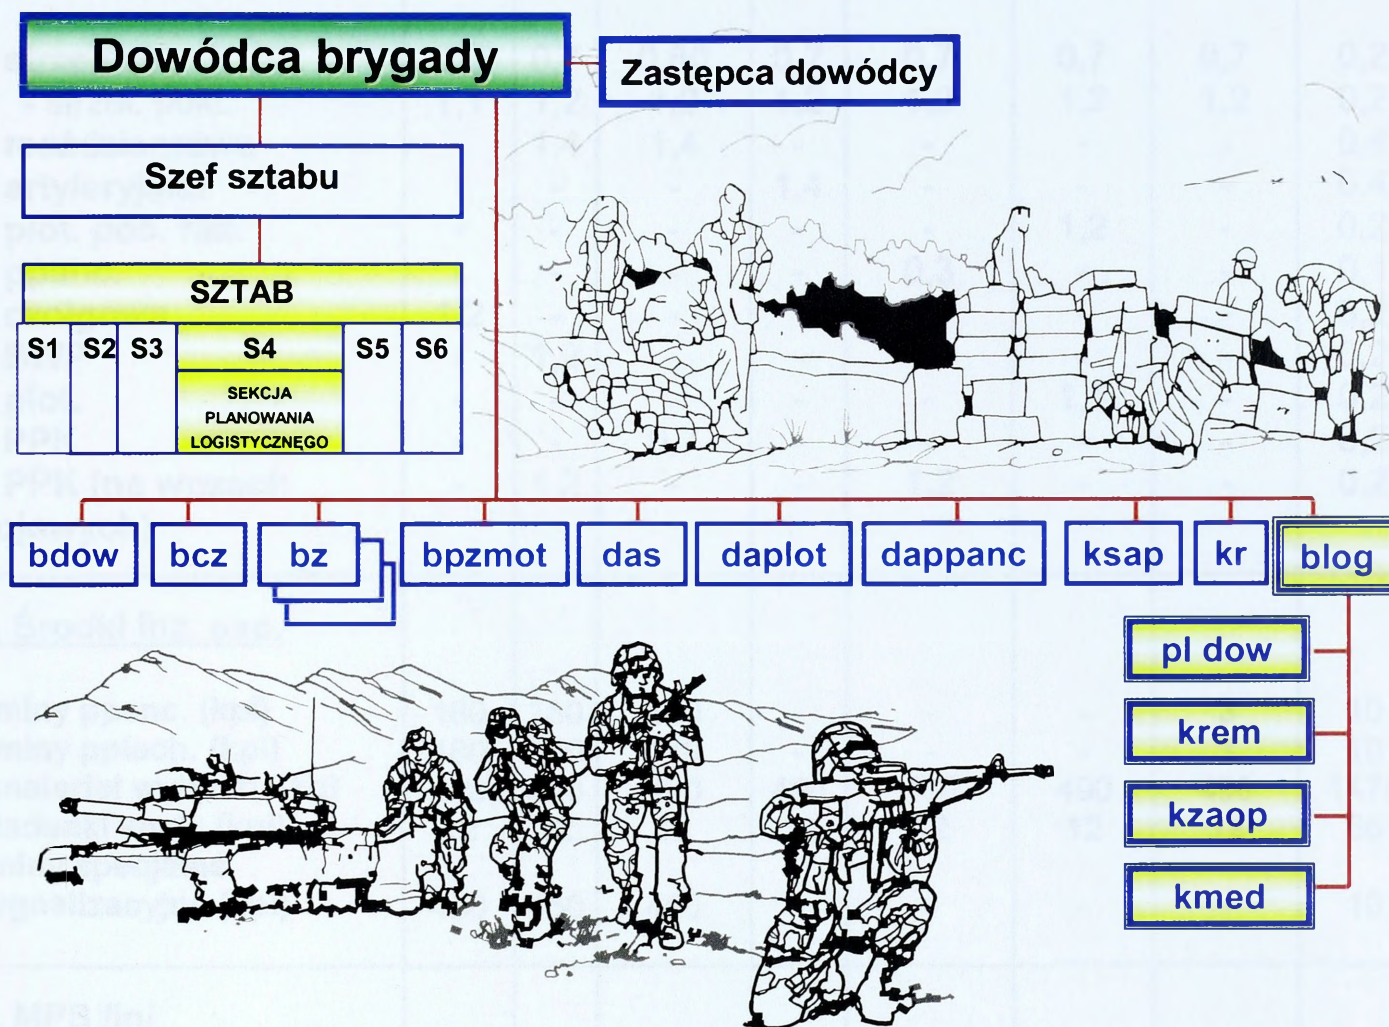 Dowódca brygady
Zastępca dowódcy
Szef sztabu
SZTAB
S1 S2 S3 S4 S5 S6
SEKCJA
PLANOWANIA
LOGISTYCZNEGO
bdow bcz bz bpzmot das daplot dappanc ksap kr blog
pl dow
krem
kzaop
kmed